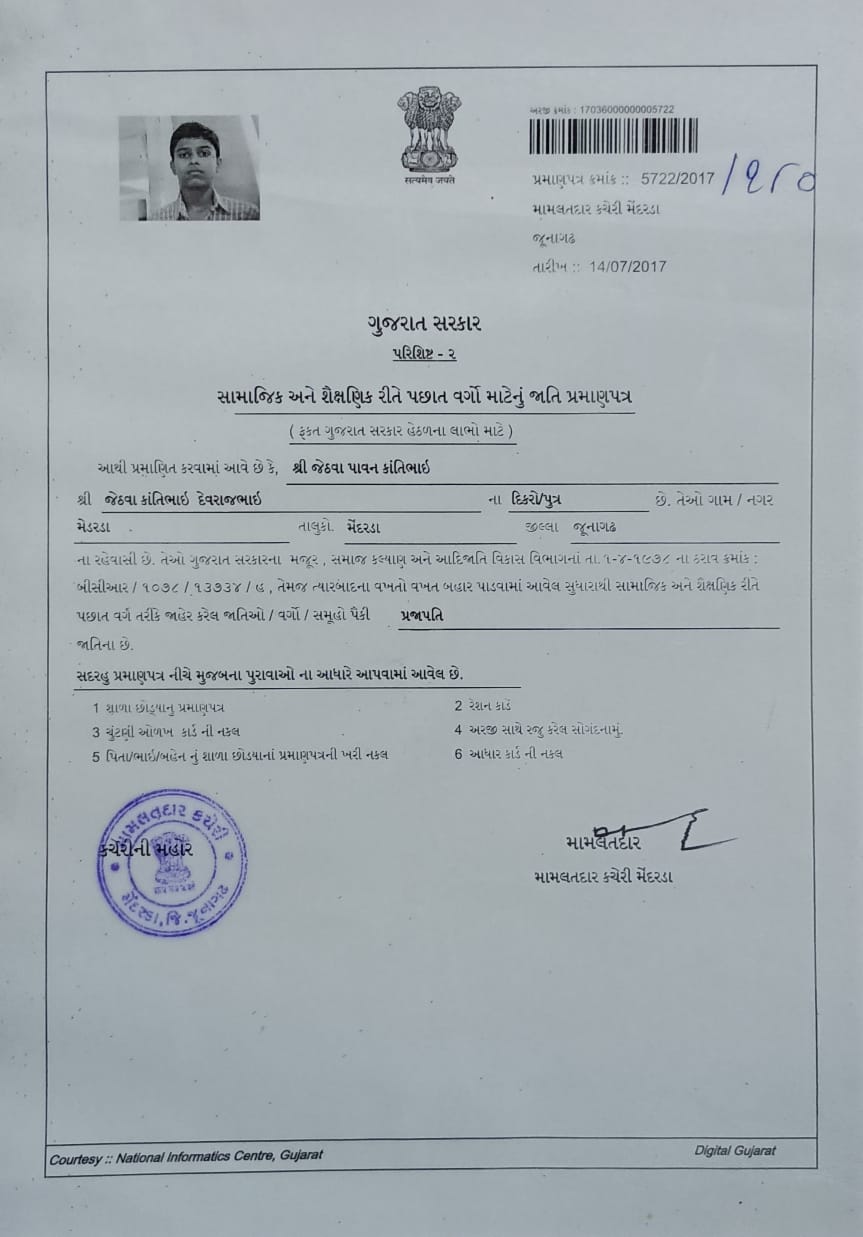 અરજી ક્રમાંક : 17036000000005722
सत्यमेव जयते
પ્રમાણપત્ર ક્રમાંક :: 5722/2017
મામલતદાર કચેરી મેંદરડા
જૂનાગઢ
તારીખ :: 14/07/2017
ગુજરાત સરકાર
પરિશિષ્ટ - ૨
સામાજિક અને શૈક્ષણિક રીતે પછાત વર્ગો માટેનું જાતિ પ્રમાણપત્ર
( ફક્ત ગુજરાત સરકાર હેઠળના લાભો માટે )
આથી પ્રમાણિત કરવામાં આવે છે કે, શ્રી જેઠવા પાવન કાંતિભાઇ
શ્રી જેઠવા કાંતિભાઇ દેવરાજભાઇ ના દિકરો/પુત્ર છે. તેઓ ગામ / નગર
મેંદરડા . તાલુકો. મેંદરડા જીલ્લા જૂનાગઢ
ના રહેવાસી છે. તેઓ ગુજરાત સરકારના મજૂર , સમાજ કલ્યાણ અને આદિજાતિ વિકાસ વિભાગનાં તા. ૧-૪-૧૯૭૮ ના ઠરાવ ક્રમાંક :
બીસીઆર / ૧૦૭૮ / ૧૩૭૩૪ / હ , તેમજ ત્યારબાદના વખતો વખત બહાર પાડવામાં આવેલ સુધારાથી સામાજિક અને શૈક્ષણિક રીતે
પછાત વર્ગ તરીકે જાહેર કરેલ જાતિઓ / વર્ગો / સમૂહો પૈકી પ્રજાપતિ
જાતિના છે.
સદરહુ પ્રમાણપત્ર નીચે મુજબના પુરાવાઓ ના આધારે આપવામાં આવેલ છે.
1 શાળા છોડ્યાનુ પ્રમાણપત્ર 2 રેશન કાર્ડ
3 ચુંટણી ઓળખ કાર્ડ ની નકલ 4 અરજી સાથે રજુ કરેલ સોગંદનામું.
5 પિતા/ભાઇ/બહેન નું શાળા છોડયાનાં પ્રમાણપત્રની ખરી નકલ 6 આધાર કાર્ડ ની નકલ
મામલતદાર કચેરી
કચેરીની મહોર
મેંદરડા, જિ. જૂનાગઢ
મામલતદાર
મામલતદાર કચેરી મેંદરડા
Courtesy :: National Informatics Centre, Gujarat Digital Gujarat